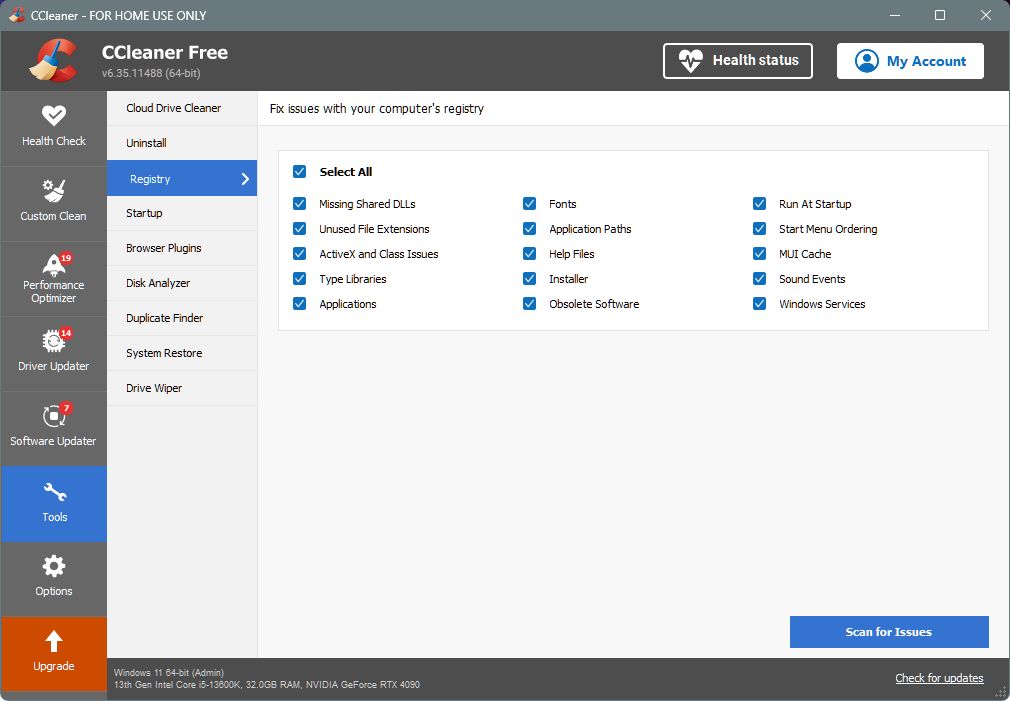 CCleaner - FOR HOME USE ONLY
CCleaner Free
v6.35.11488 (64-bit)
Health status
My Account
Health Check
Custom Clean
19
Performance
Optimizer
14
Driver Updater
7
Software Updater
Tools
Options
Upgrade
Cloud Drive Cleaner
Uninstall
Registry
Startup
Browser Plugins
Disk Analyzer
Duplicate Finder
System Restore
Drive Wiper
Fix issues with your computer's registry
Select All
Missing Shared DLLs
Unused File Extensions
ActiveX and Class Issues
Type Libraries
Applications
Fonts
Application Paths
Help Files
Installer
Obsolete Software
Run At Startup
Start Menu Ordering
MUI Cache
Sound Events
Windows Services
Scan for Issues
Windows 11 64-bit (Admin)
13th Gen Intel Core i5-13600K, 32.0GB RAM, NVIDIA GeForce RTX 4090
Check for updates